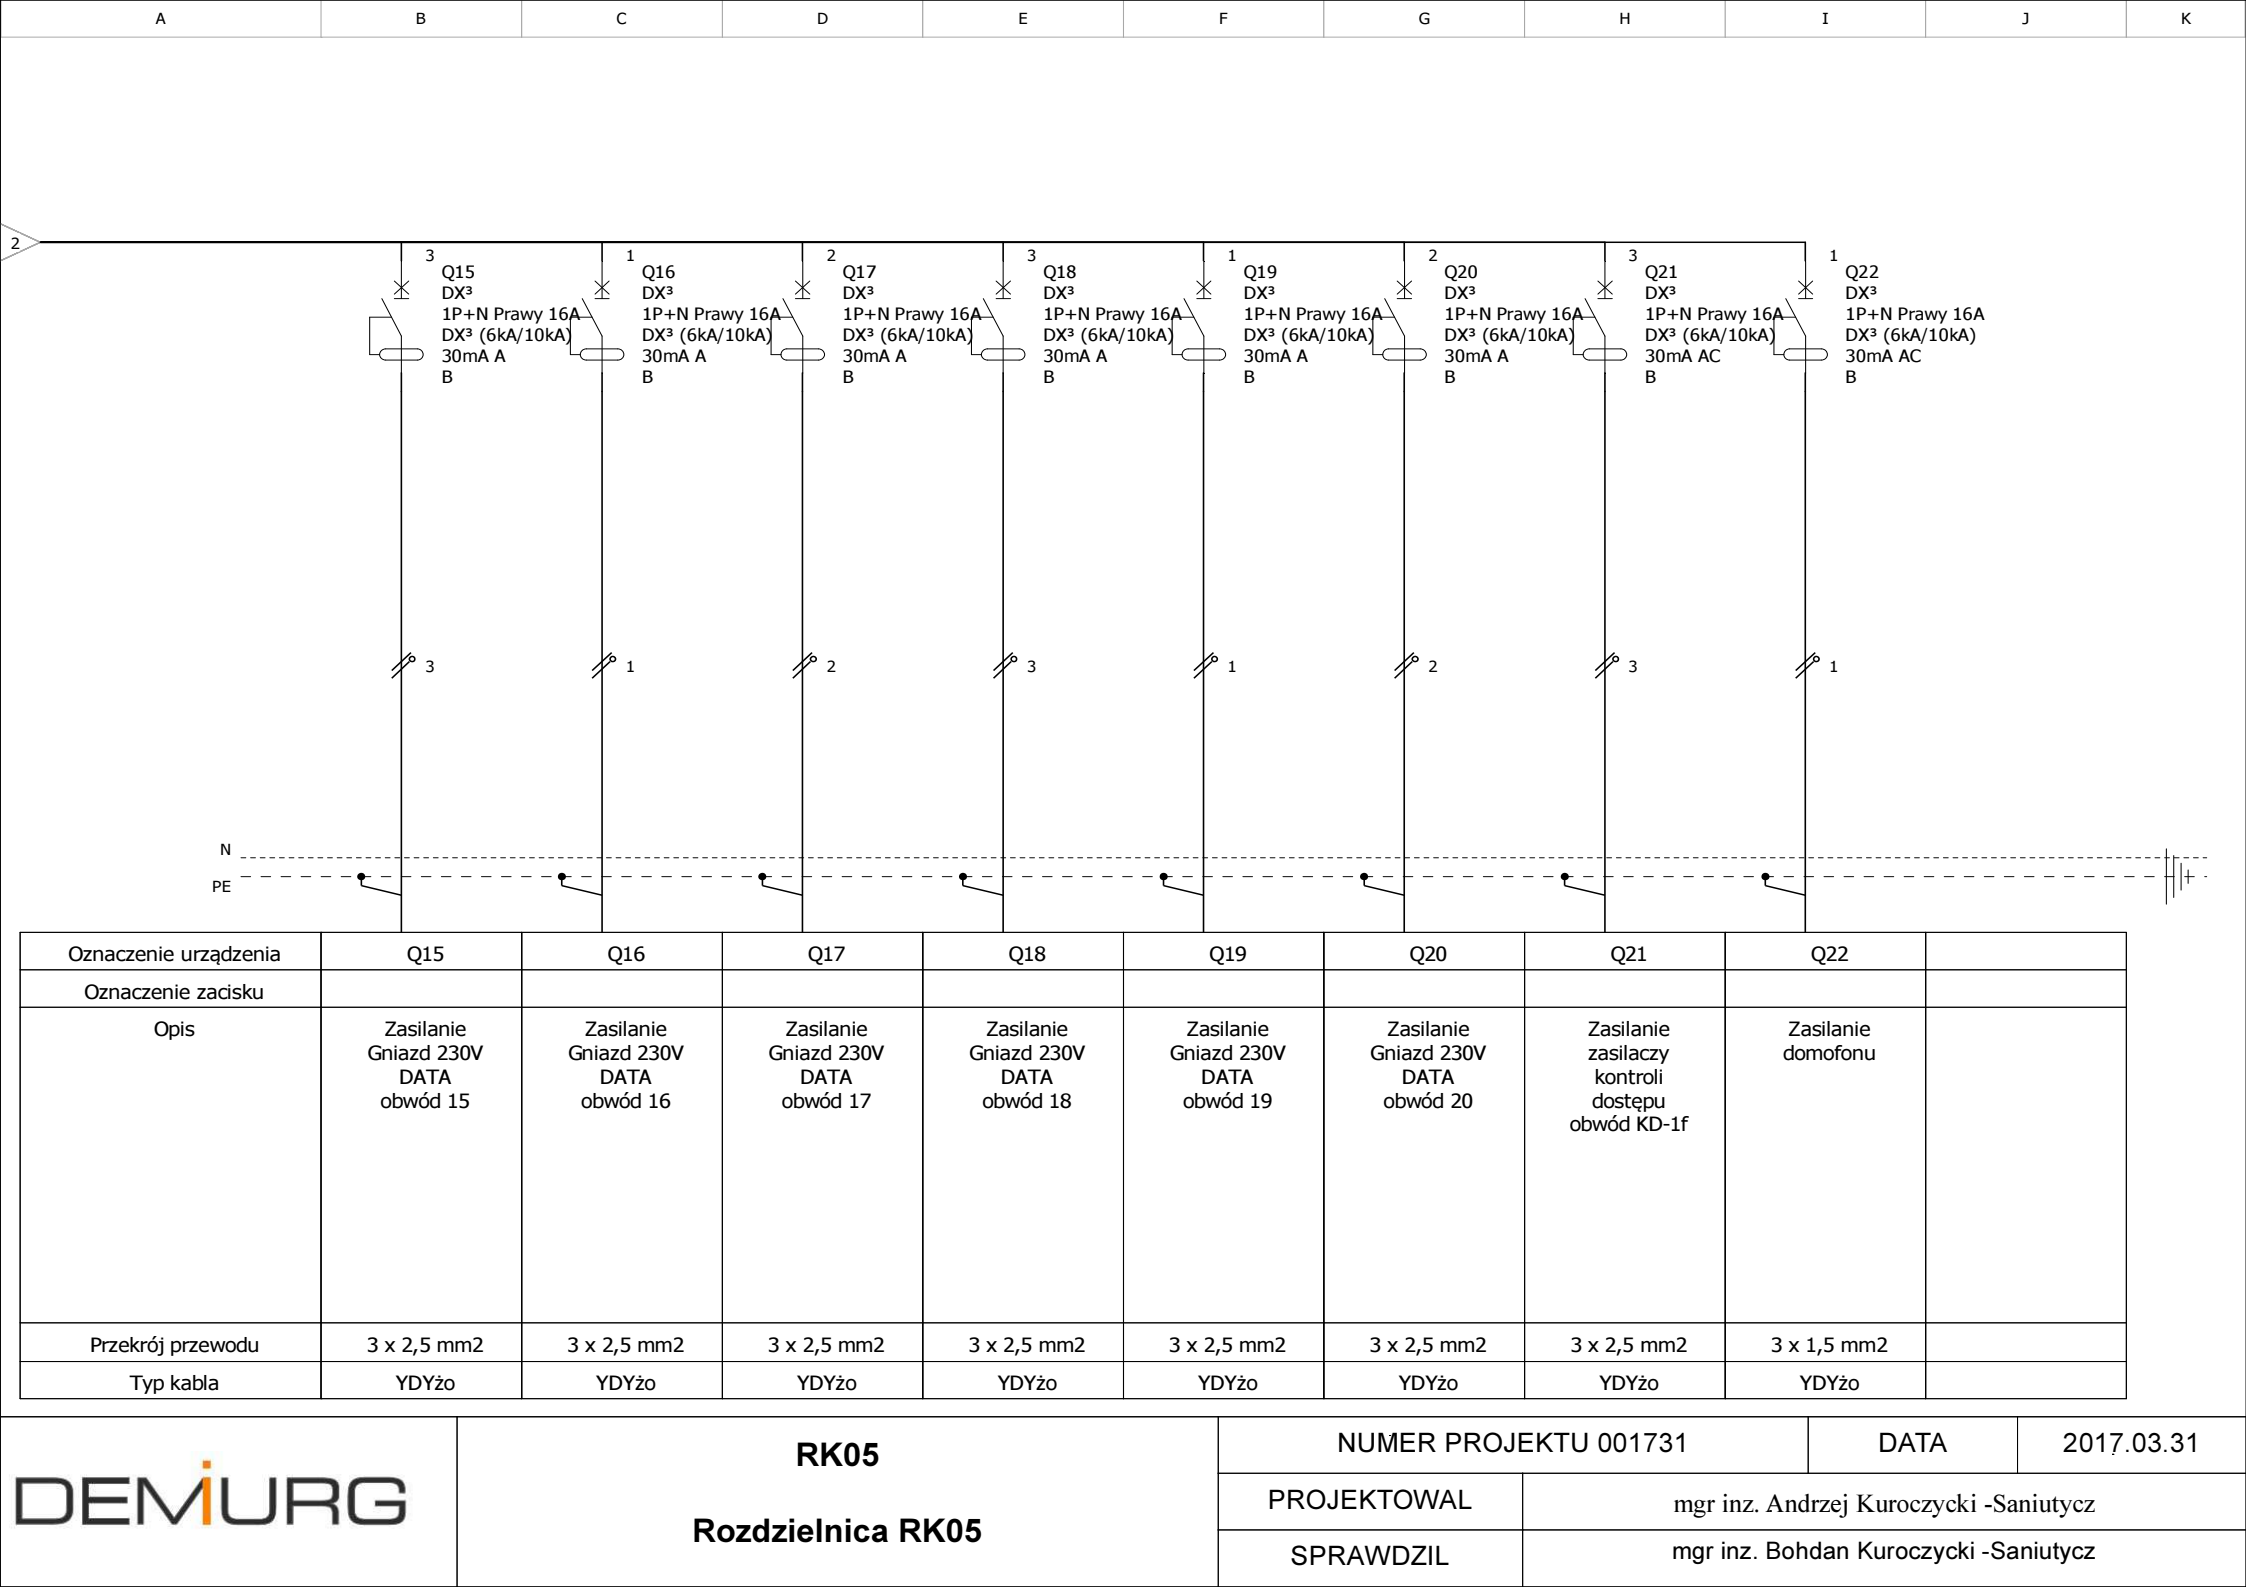 A B C D E F G H I J K
2
3 1 2 3 1 2 3 1
Q15 Q16 Q17 Q18 Q19 Q20 Q21 Q22
DX³ DX³ DX³ DX³ DX³ DX³ DX³ DX³
1P+N Prawy 16A 1P+N Prawy 16A 1P+N Prawy 16A 1P+N Prawy 16A 1P+N Prawy 16A 1P+N Prawy 16A 1P+N Prawy 16A 1P+N Prawy 16A
DX³ (6kA/10kA) DX³ (6kA/10kA) DX³ (6kA/10kA) DX³ (6kA/10kA) DX³ (6kA/10kA) DX³ (6kA/10kA) DX³ (6kA/10kA) DX³ (6kA/10kA)
30mA A 30mA A 30mA A 30mA A 30mA A 30mA A 30mA AC 30mA AC
B B B B B B B B
3 1 2 3 1 2 3 1
N
PE
Oznaczenie urządzenia Q15 Q16 Q17 Q18 Q19 Q20 Q21 Q22
Oznaczenie zacisku
Opis Zasilanie Zasilanie Zasilanie Zasilanie Zasilanie Zasilanie Zasilanie Zasilanie
Gniazd 230V Gniazd 230V Gniazd 230V Gniazd 230V Gniazd 230V Gniazd 230V zasilaczy domofonu
DATA DATA DATA DATA DATA DATA kontroli
obwód 15 obwód 16 obwód 17 obwód 18 obwód 19 obwód 20 dostępu
obwód KD-1f
Przekrój przewodu 3 x 2,5 mm2 3 x 2,5 mm2 3 x 2,5 mm2 3 x 2,5 mm2 3 x 2,5 mm2 3 x 2,5 mm2 3 x 2,5 mm2 3 x 1,5 mm2
Typ kabla YDYżo YDYżo YDYżo YDYżo YDYżo YDYżo YDYżo YDYżo
DEMiURG
RK05
Rozdzielnica RK05
NUMER PROJEKTU 001731 DATA 2017.03.31
PROJEKTOWAL mgr inz. Andrzej Kuroczycki -Saniutycz
SPRAWDZIL mgr inz. Bohdan Kuroczycki -Saniutycz